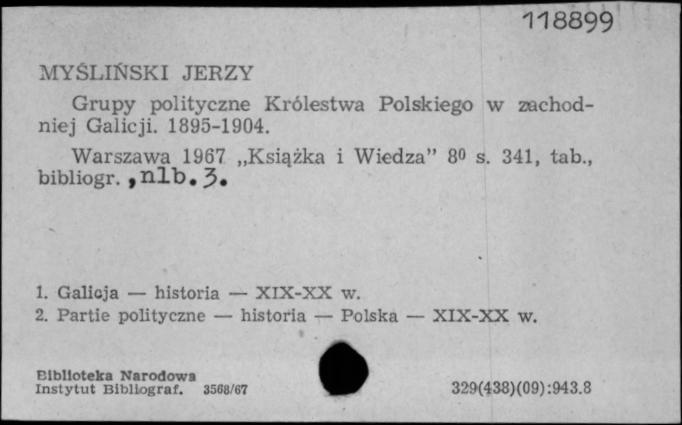 118899
MYŚLIŃSKI JERZY
Grupy polityczne Królestwa Polskiego w zachod-
niej Galicji. 1895-1904.
Warszawa 1967 „Książka i Wiedza” 8⁰ s. 341, tab.,
bibliogr. ,nlb.3.
1. Galicja — historia — XIX-XX w.
2. Partie polityczne — historia — Polska — XIX-XX w.
Biblioteka Narodowa
Instytut Bibliograf. 3568/67
329(438)(09):943.8